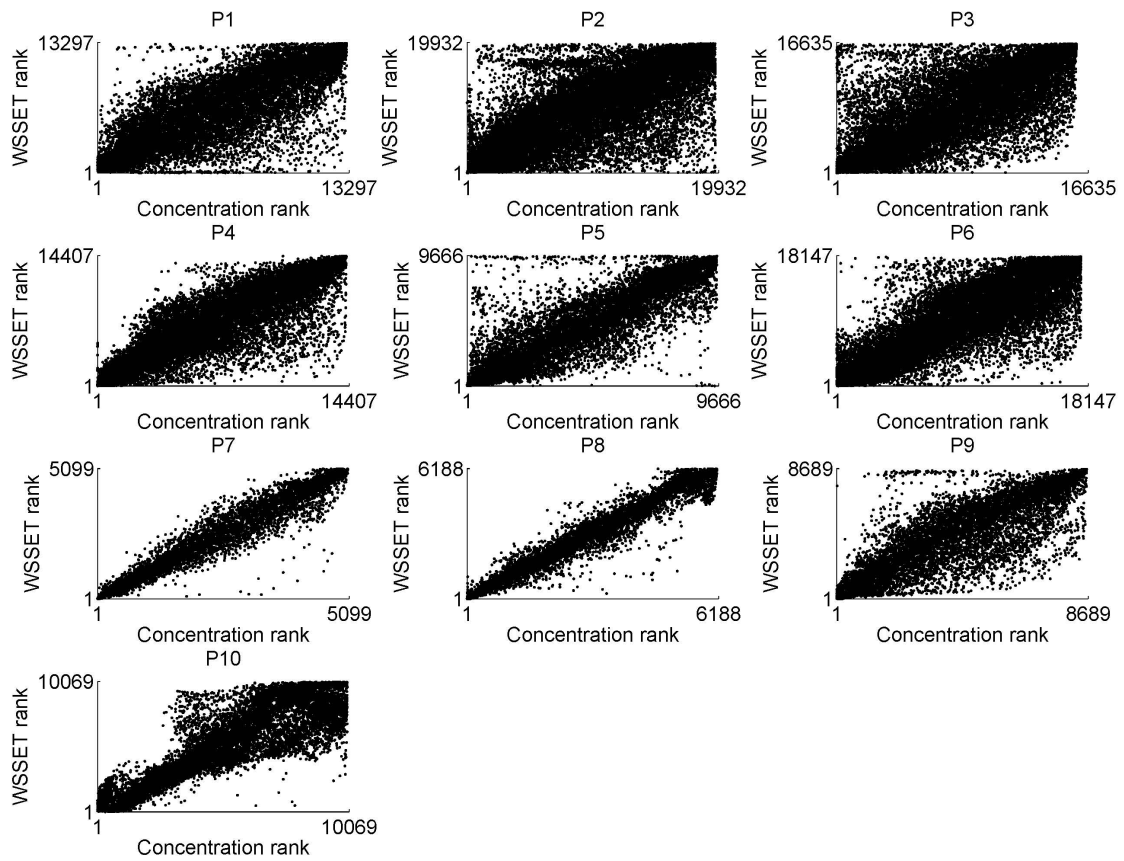 P1
13297
WSSET rank
1
1
13297
Concentration rank
P2
19932
WSSET rank
1
1
19932
Concentration rank
P3
16635
WSSET rank
1
1
16635
Concentration rank
P4
14407
WSSET rank
1
1
14407
Concentration rank
P5
9666
WSSET rank
1
1
9666
Concentration rank
P6
18147
WSSET rank
1
1
18147
Concentration rank
P7
5099
WSSET rank
1
1
5099
Concentration rank
P8
6188
WSSET rank
1
1
6188
Concentration rank
P9
8689
WSSET rank
1
1
8689
Concentration rank
P10
10069
WSSET rank
1
1
10069
Concentration rank